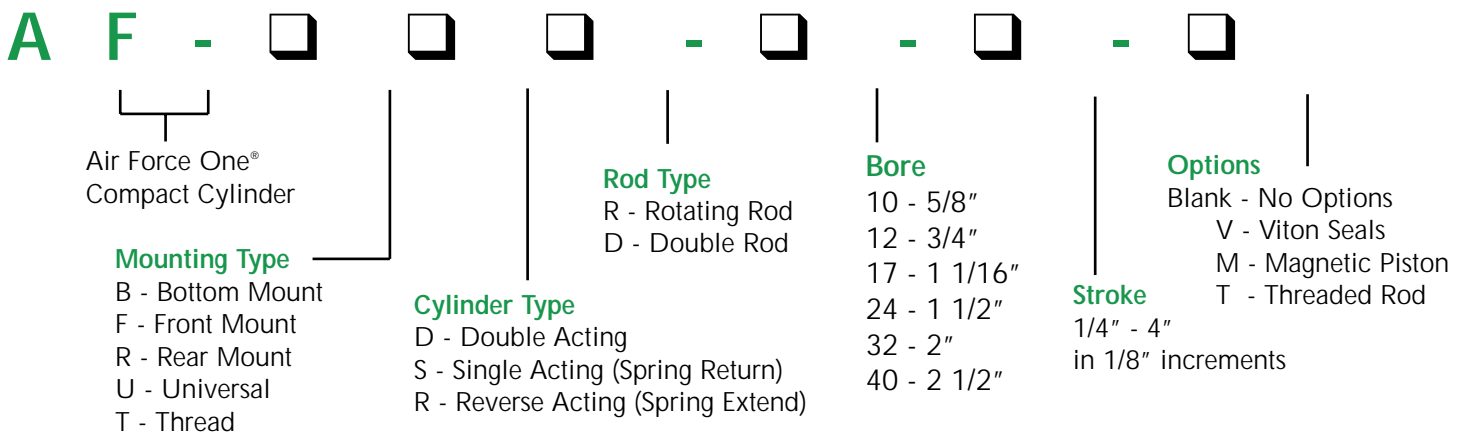 A F - ❑ ❑ ❑ - ❑ - ❑ - ❑
Air Force One®
Compact Cylinder
Mounting Type
B - Bottom Mount
F - Front Mount
R - Rear Mount
U - Universal
T - Thread
Cylinder Type
D - Double Acting
S - Single Acting (Spring Return)
R - Reverse Acting (Spring Extend)
Rod Type
R - Rotating Rod
D - Double Rod
Bore
10 - 5/8″
12 - 3/4″
17 - 1 1/16″
24 - 1 1/2″
32 - 2″
40 - 2 1/2″
Stroke
1/4″ - 4″
in 1/8″ increments
Options
Blank - No Options
V - Viton Seals
M - Magnetic Piston
T - Threaded Rod